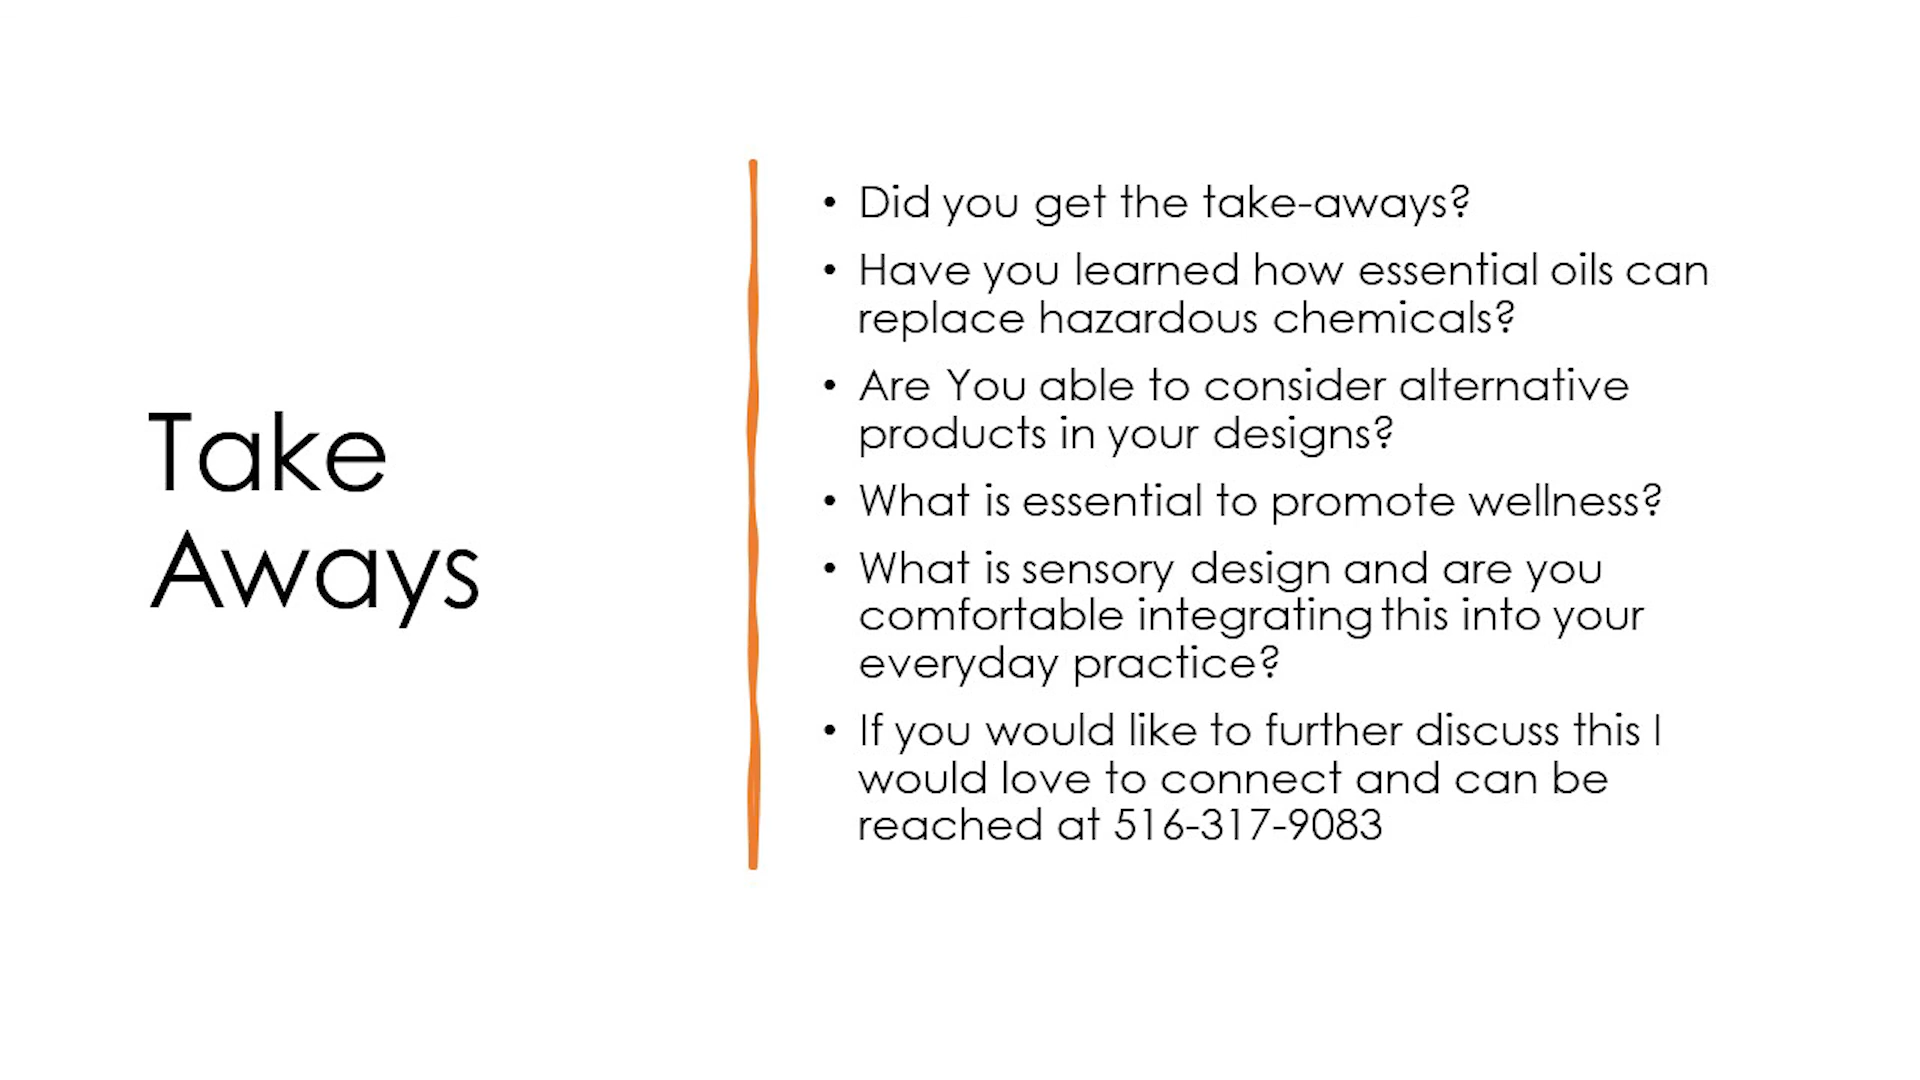 Take
Aways
• Did you get the take-aways?
• Have you learned how essential oils can
replace hazardous chemicals?
• Are You able to consider alternative
products in your designs?
• What is essential to promote wellness?
• What is sensory design and are you
comfortable integrating this into your
everyday practice?
• If you would like to further discuss this I
would love to connect and can be
reached at 516-317-9083